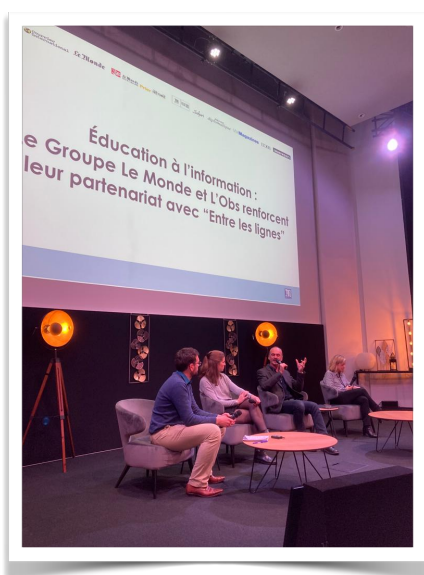 Le Monde
Éducation à l'information :
e Groupe Le Monde et L'Obs renforcent
leur partenariat avec “Entre les lignes”